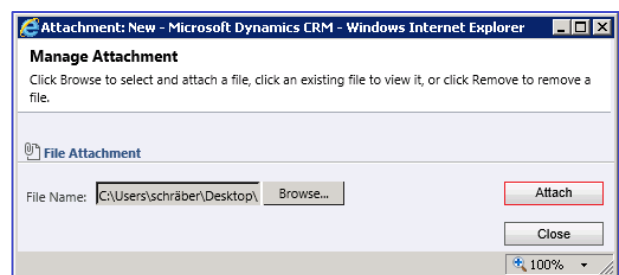 Attachment: New - Microsoft Dynamics CRM - Windows Internet Explorer
Manage Attachment
Click Browse to select and attach a file, click an existing file to view it, or click Remove to remove a
file.
File Attachment
File Name: C:\Users\schräber\Desktop\ Browse... Attach
Close
100%